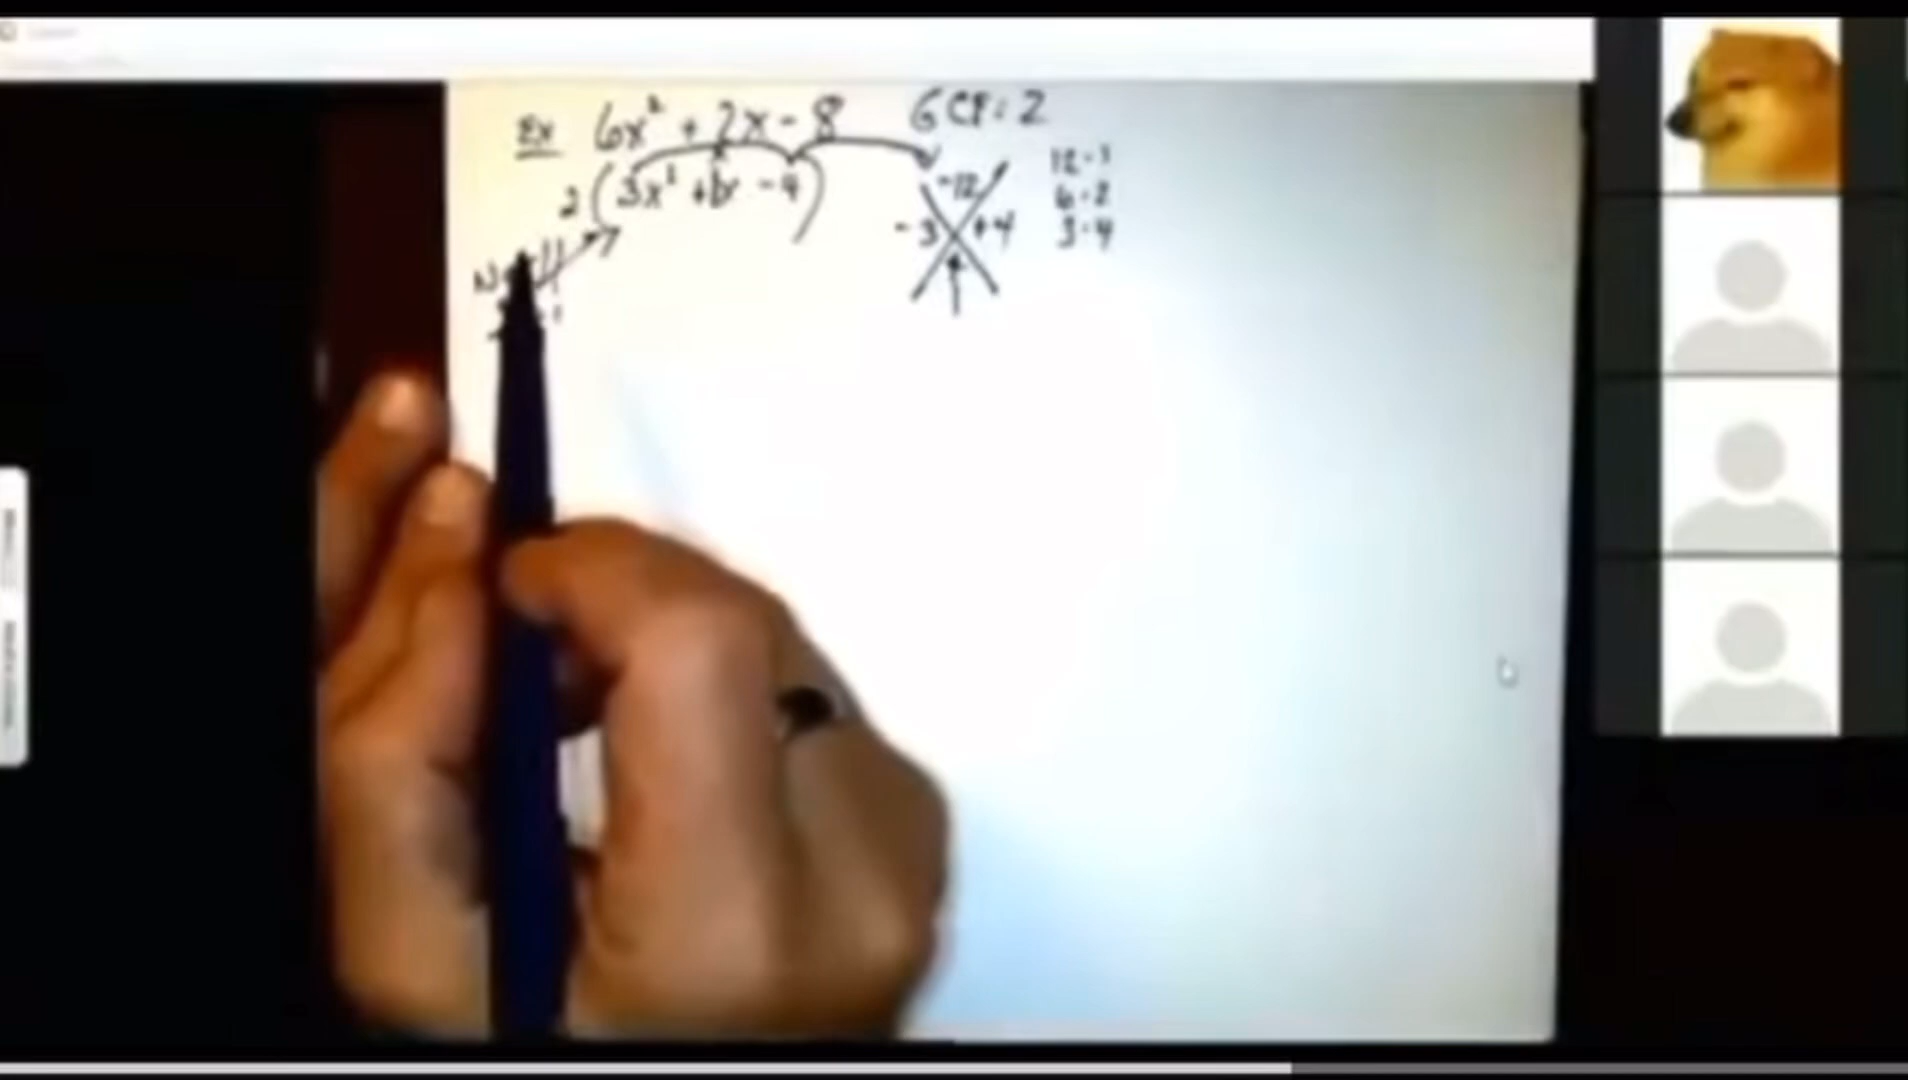 Ex 6x² + 2x - 8 GCF: 2
2(3x² + 1x - 4)
-12
-3 +4
12 · 1
6 · 2
3 · 4